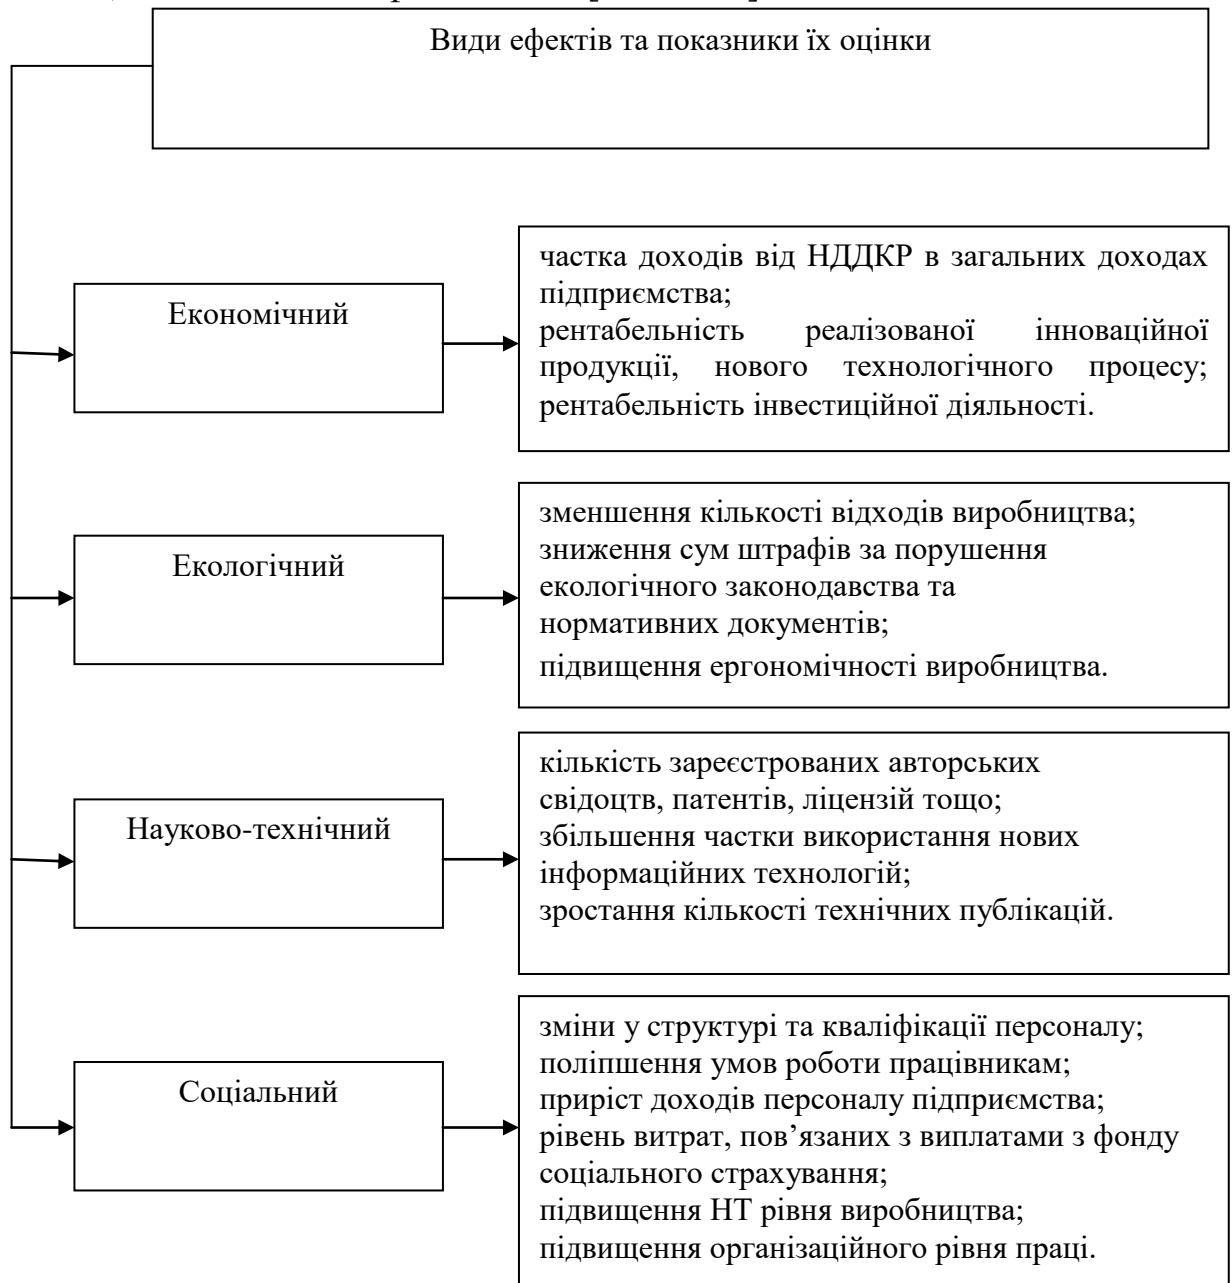 Види ефектів та показники їх оцінки
Економічний
частка доходів від НДДКР в загальних доходах
підприємства;
рентабельність реалізованої інноваційної
продукції, нового технологічного процесу;
рентабельність інвестиційної діяльності.
Екологічний
зменшення кількості відходів виробництва;
зниження сум штрафів за порушення
екологічного законодавства та
нормативних документів;
підвищення ергономічності виробництва.
Науково-технічний
кількість зареєстрованих авторських
свідоцтв, патентів, ліцензій тощо;
збільшення частки використання нових
інформаційних технологій;
зростання кількості технічних публікацій.
Соціальний
зміни у структурі та кваліфікації персоналу;
поліпшення умов роботи працівникам;
приріст доходів персоналу підприємства;
рівень витрат, пов’язаних з виплатами з фонду
соціального страхування;
підвищення НТ рівня виробництва;
підвищення організаційного рівня праці.